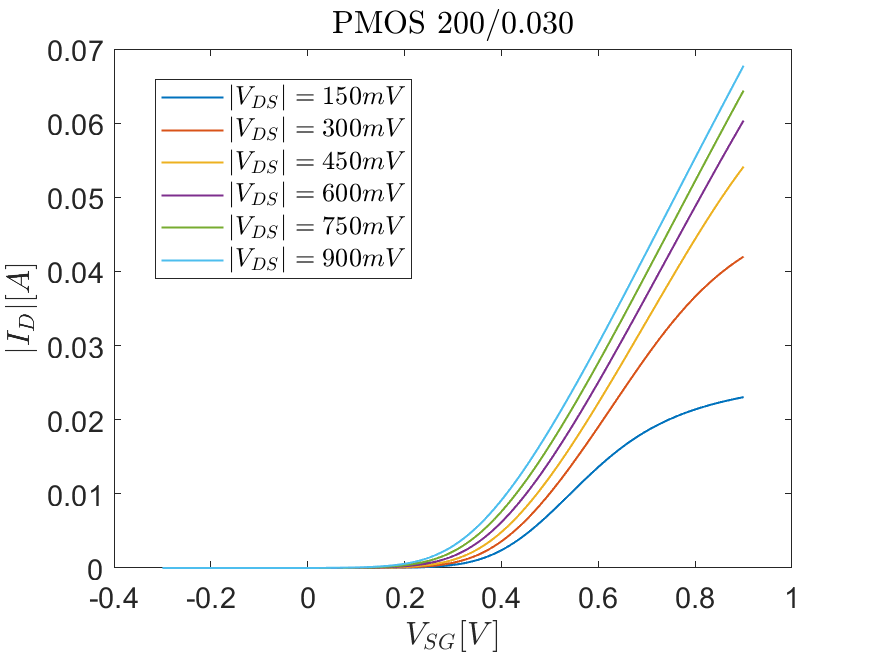 PMOS 200/0.030
0.07
0.06
0.05
0.04
0.03
0.02
0.01
0
|V_DS| = 150mV
|V_DS| = 300mV
|V_DS| = 450mV
|V_DS| = 600mV
|V_DS| = 750mV
|V_DS| = 900mV
|I_D|[A]
-0.4 -0.2 0 0.2 0.4 0.6 0.8 1
V_SG[V]